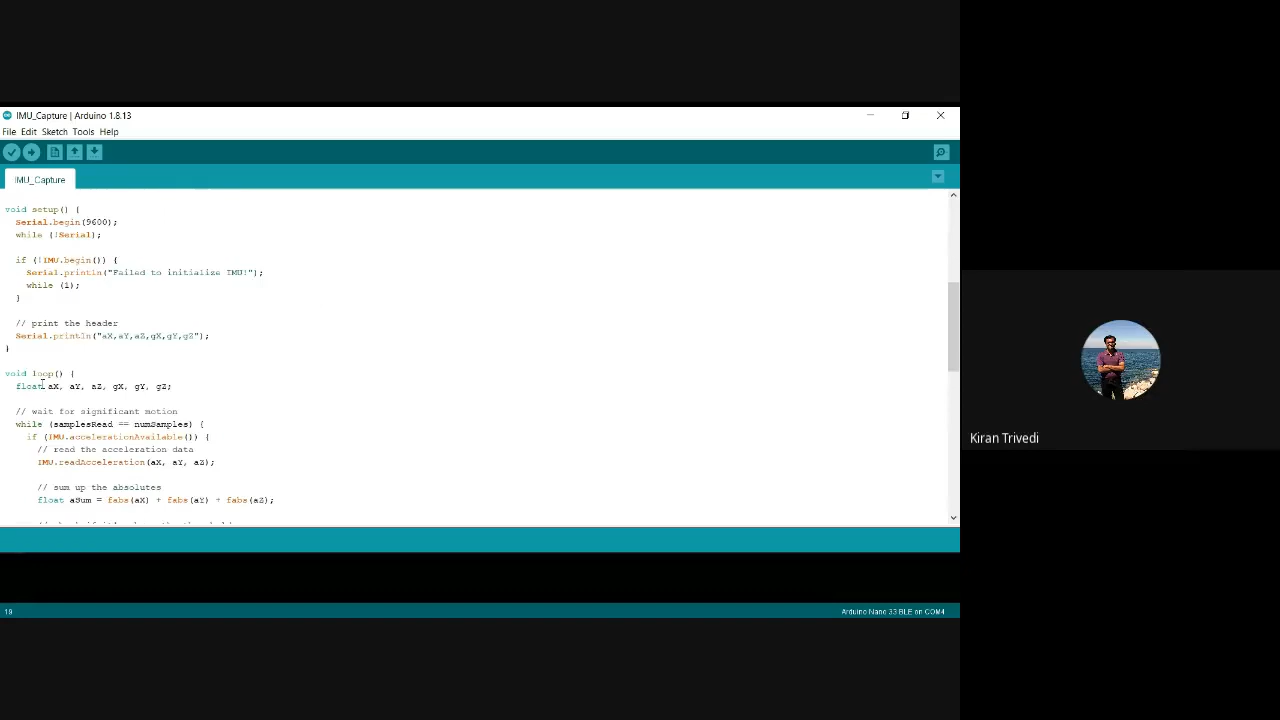 IMU_Capture | Arduino 1.8.13
File Edit Sketch Tools Help
IMU_Capture
void setup() {
Serial.begin(9600);
while (!Serial);
if (!IMU.begin()) {
Serial.println("Failed to initialize IMU!");
while (1);
}
// print the header
Serial.println("aX,aY,aZ,gX,gY,gZ");
}
void loop() {
float aX, aY, aZ, gX, gY, gZ;
// wait for significant motion
while (samplesRead == numSamples) {
if (IMU.accelerationAvailable()) {
// read the acceleration data
IMU.readAcceleration(aX, aY, aZ);
// sum up the absolutes
float aSum = fabs(aX) + fabs(aY) + fabs(aZ);
19
Arduino Nano 33 BLE on COM4
Kiran Trivedi